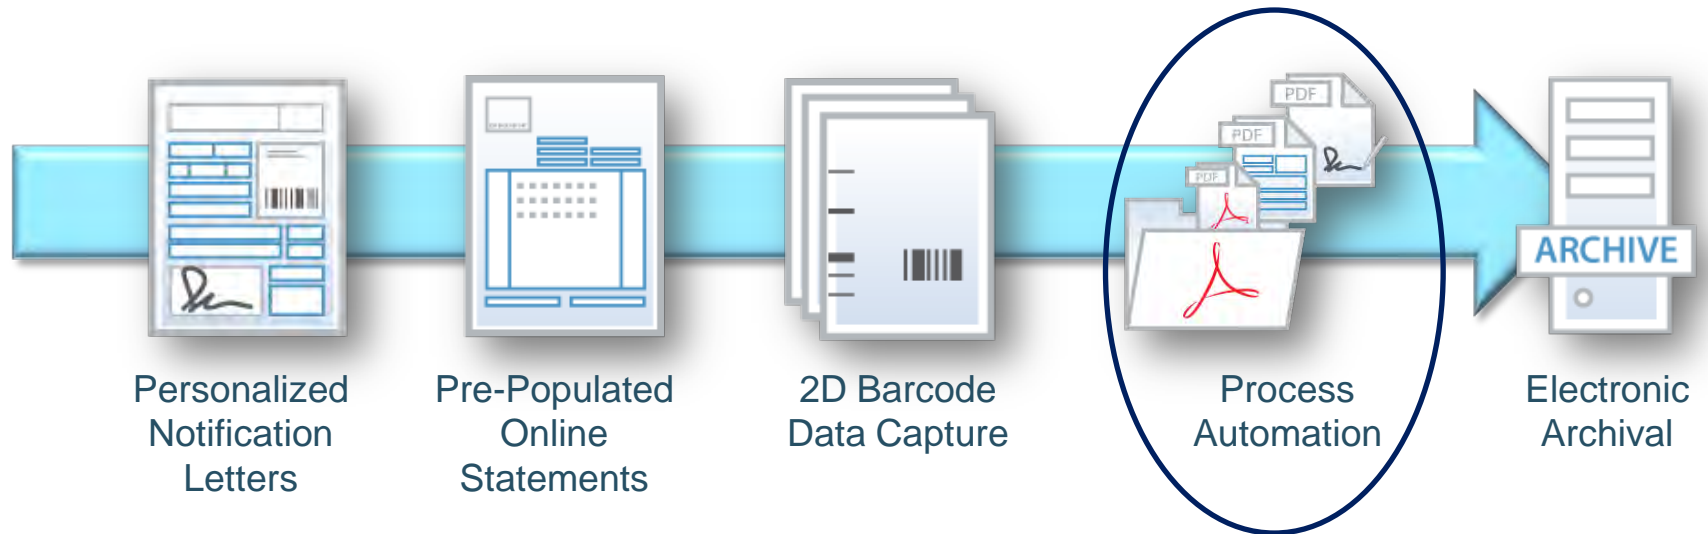 PDF
PDF
PDF
ARCHIVE
Personalized
Notification
Letters
Pre-Populated
Online
Statements
2D Barcode
Data Capture
Process
Automation
Electronic
Archival